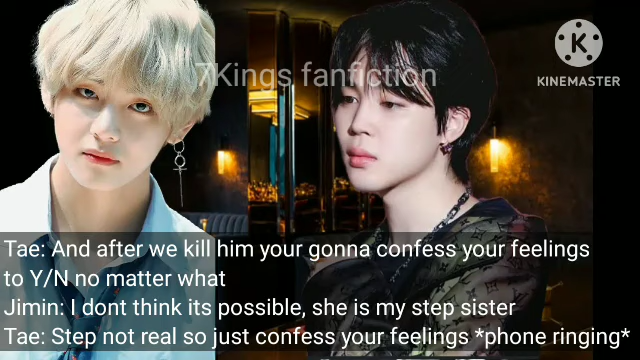 7Kings fanfiction
KINEMASTER
Tae: And after we kill him your gonna confess your feelings
to Y/N no matter what
Jimin: I dont think its possible, she is my step sister
Tae: Step not real so just confess your feelings *phone ringing*